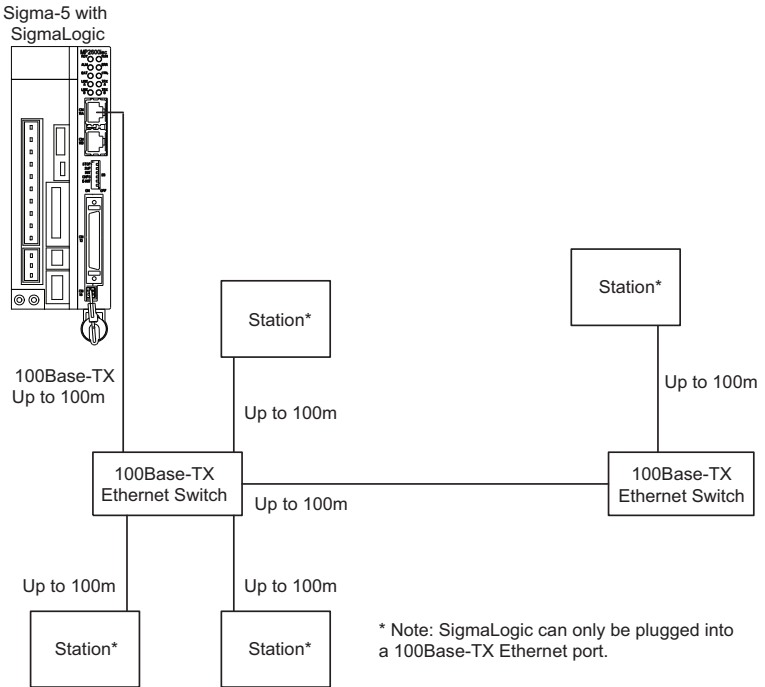 Sigma-5 with
SigmaLogic
MP2600iec
Station*
Station*
100Base-TX
Up to 100m
Up to 100m
Up to 100m
100Base-TX
Ethernet Switch
100Base-TX
Ethernet Switch
Up to 100m
Up to 100m
Up to 100m
Station*
Station*
* Note: SigmaLogic can only be plugged into
a 100Base-TX Ethernet port.